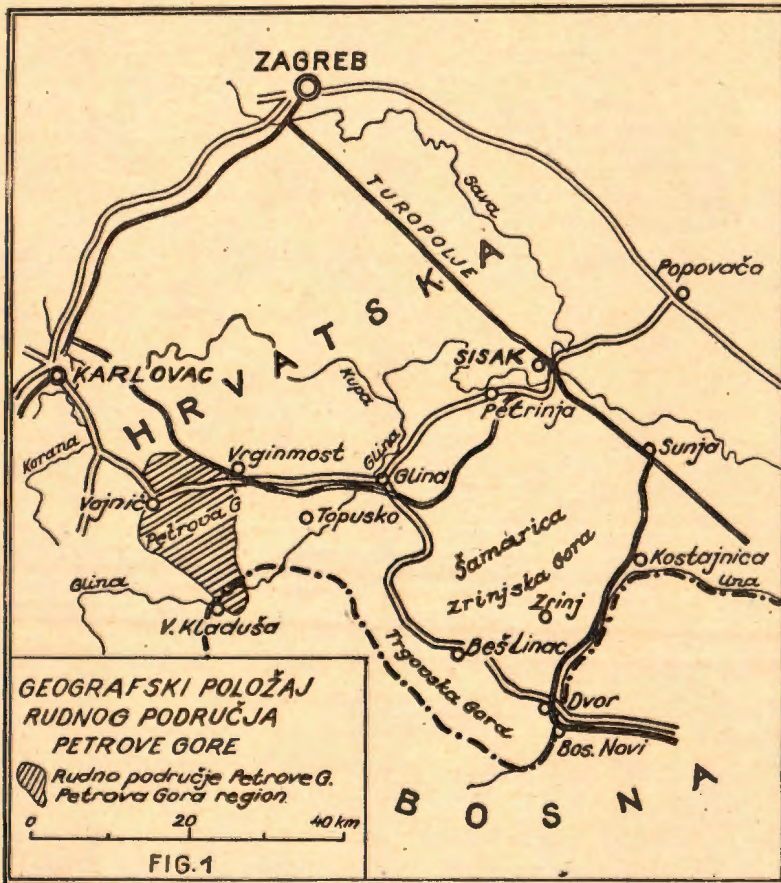 ZAGREB
TUROPOLJE
Sava
Popovača
HRVATSKA
SISAK
KARLOVAC
Kupa
Petrinja
Korana
Vrginmost
Glina
Glina
Sunja
Vojnić
Petrova G.
Topusko
Šamarica
Zrinjska Gora
Kostajnica
Una
Glina
Zrinj
V. Kladuša
Trgovska Gora
Bešlinac
Dvor
Bos. Novi
BOSNA
GEOGRAFSKI POLOŽAJ
RUDNOG PODRUČJA
PETROVE GORE
Rudno područje Petrove G.
Petrova Gora region
0 20 40 km
FIG.1